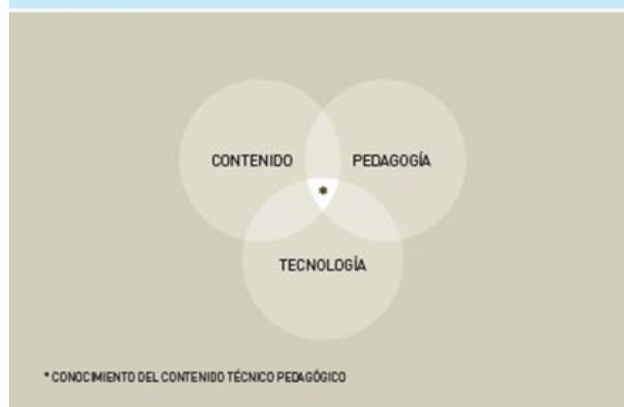 CONTENIDO
PEDAGOGÍA
*
TECNOLOGÍA
* CONOCIMIENTO DEL CONTENIDO TÉCNICO PEDAGÓGICO